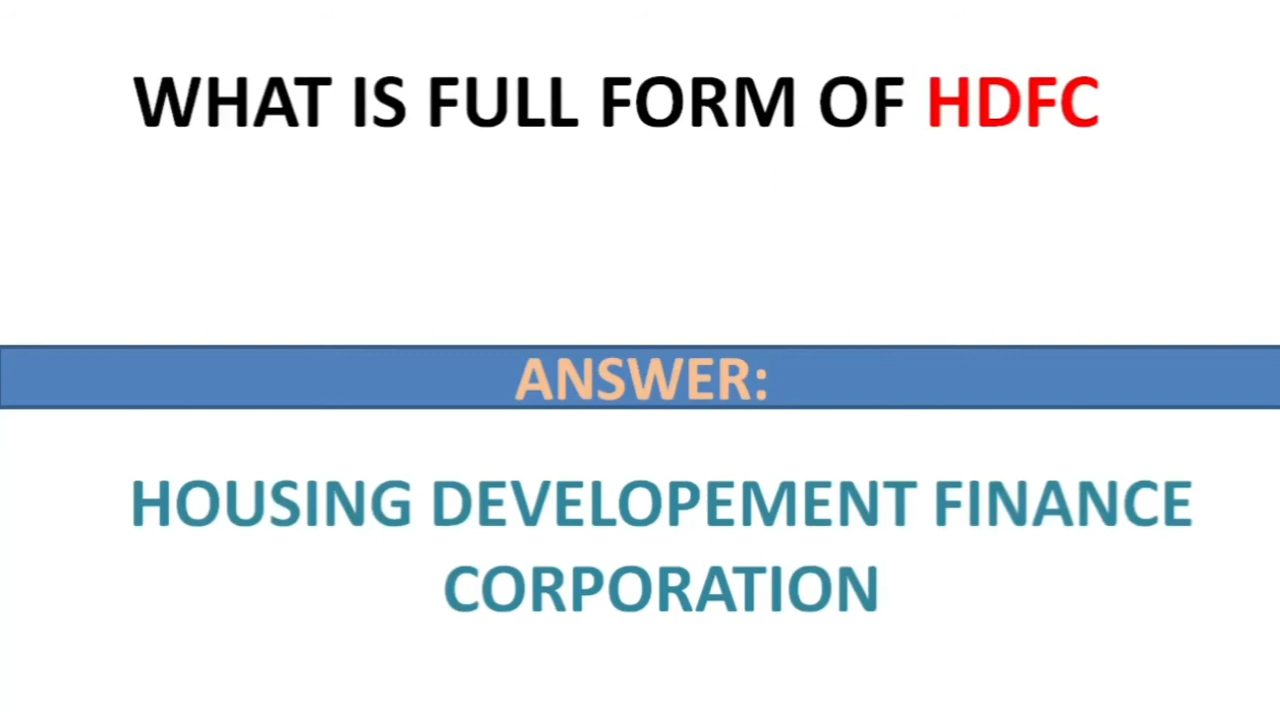 WHAT IS FULL FORM OF HDFC
ANSWER:
HOUSING DEVELOPEMENT FINANCE
CORPORATION